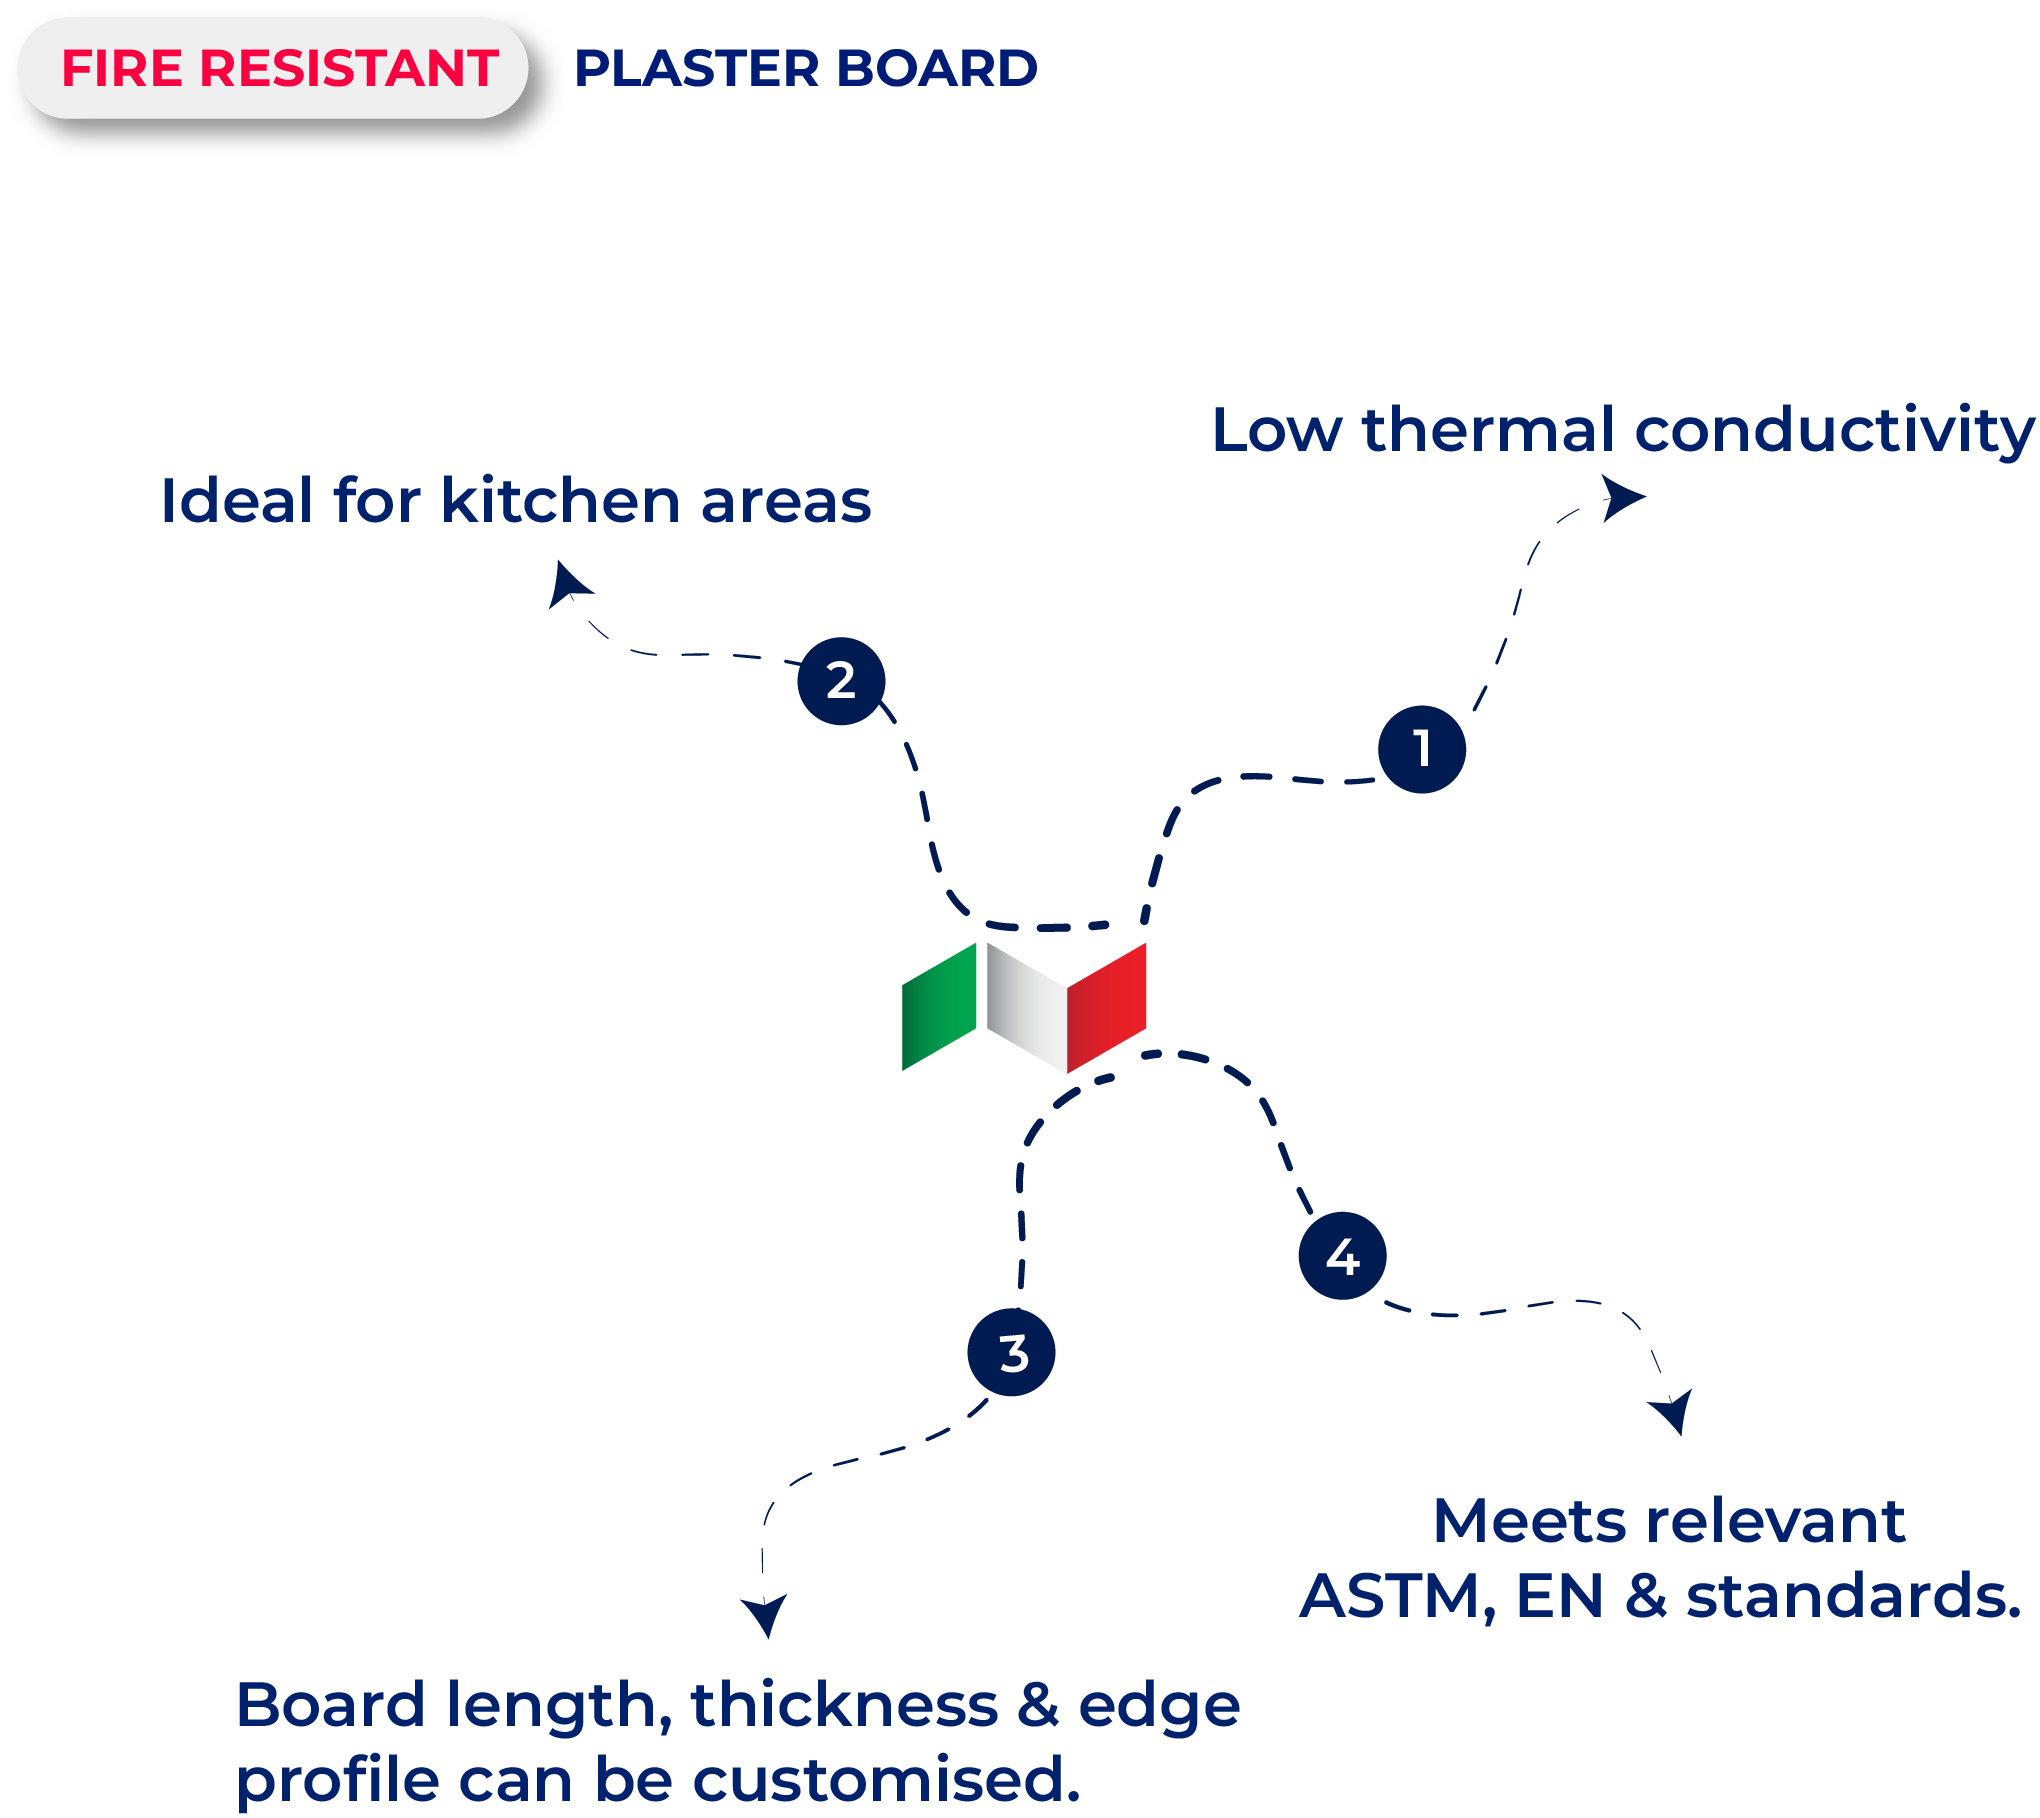 FIRE RESISTANT PLASTER BOARD
Low thermal conductivity
Ideal for kitchen areas
2
1
4
3
Meets relevant
ASTM, EN & standards.
Board length, thickness & edge
profile can be customised.